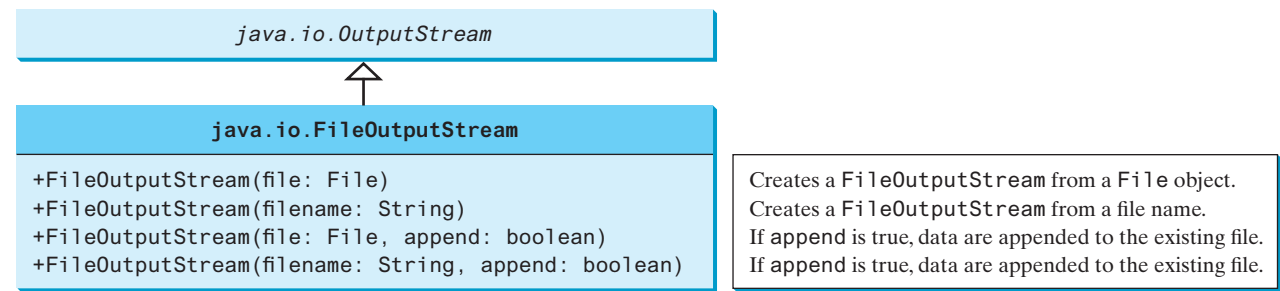 java.io.OutputStream
java.io.FileOutputStream
+FileOutputStream(file: File)
+FileOutputStream(filename: String)
+FileOutputStream(file: File, append: boolean)
+FileOutputStream(filename: String, append: boolean)
Creates a FileOutputStream from a File object.
Creates a FileOutputStream from a file name.
If append is true, data are appended to the existing file.
If append is true, data are appended to the existing file.